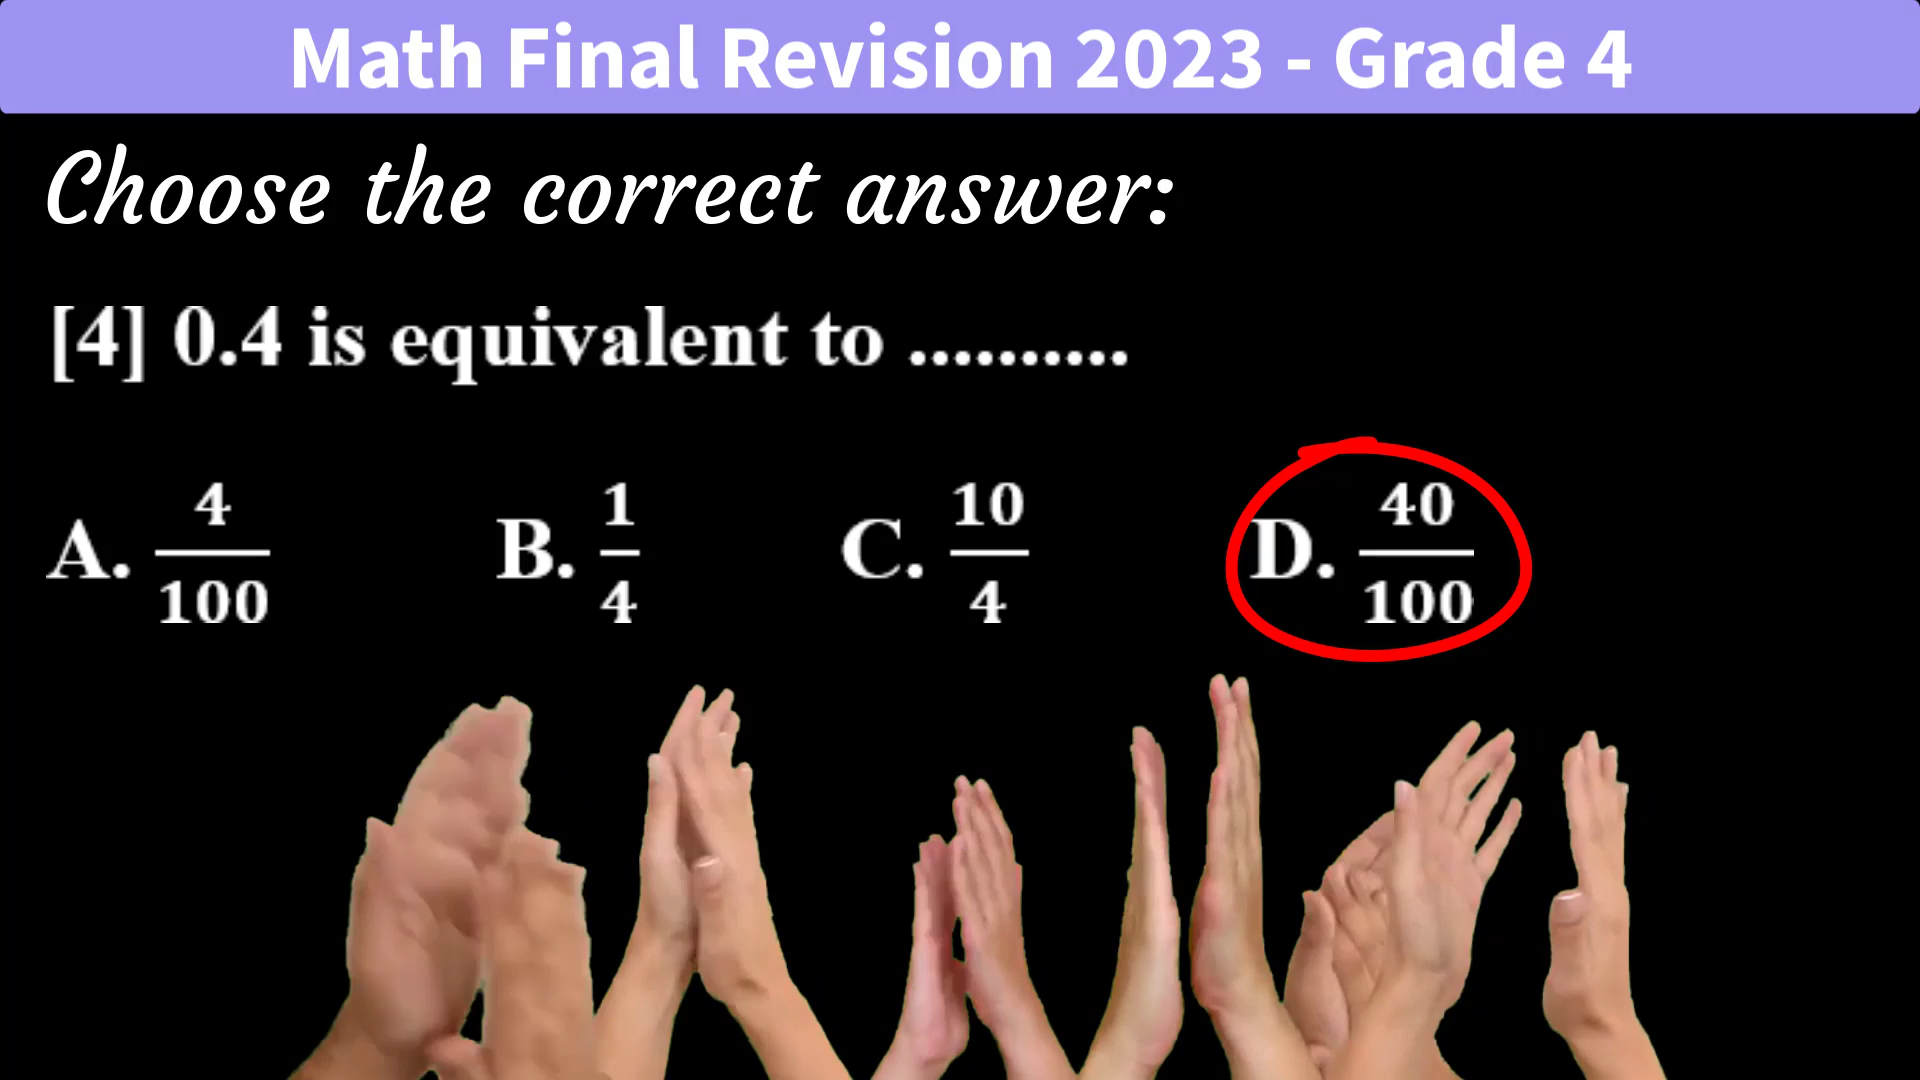 Math Final Revision 2023 - Grade 4
Choose the correct answer:
[4] 0.4 is equivalent to ..........
A. 4/100 B. 1/4 C. 10/4 D. 40/100